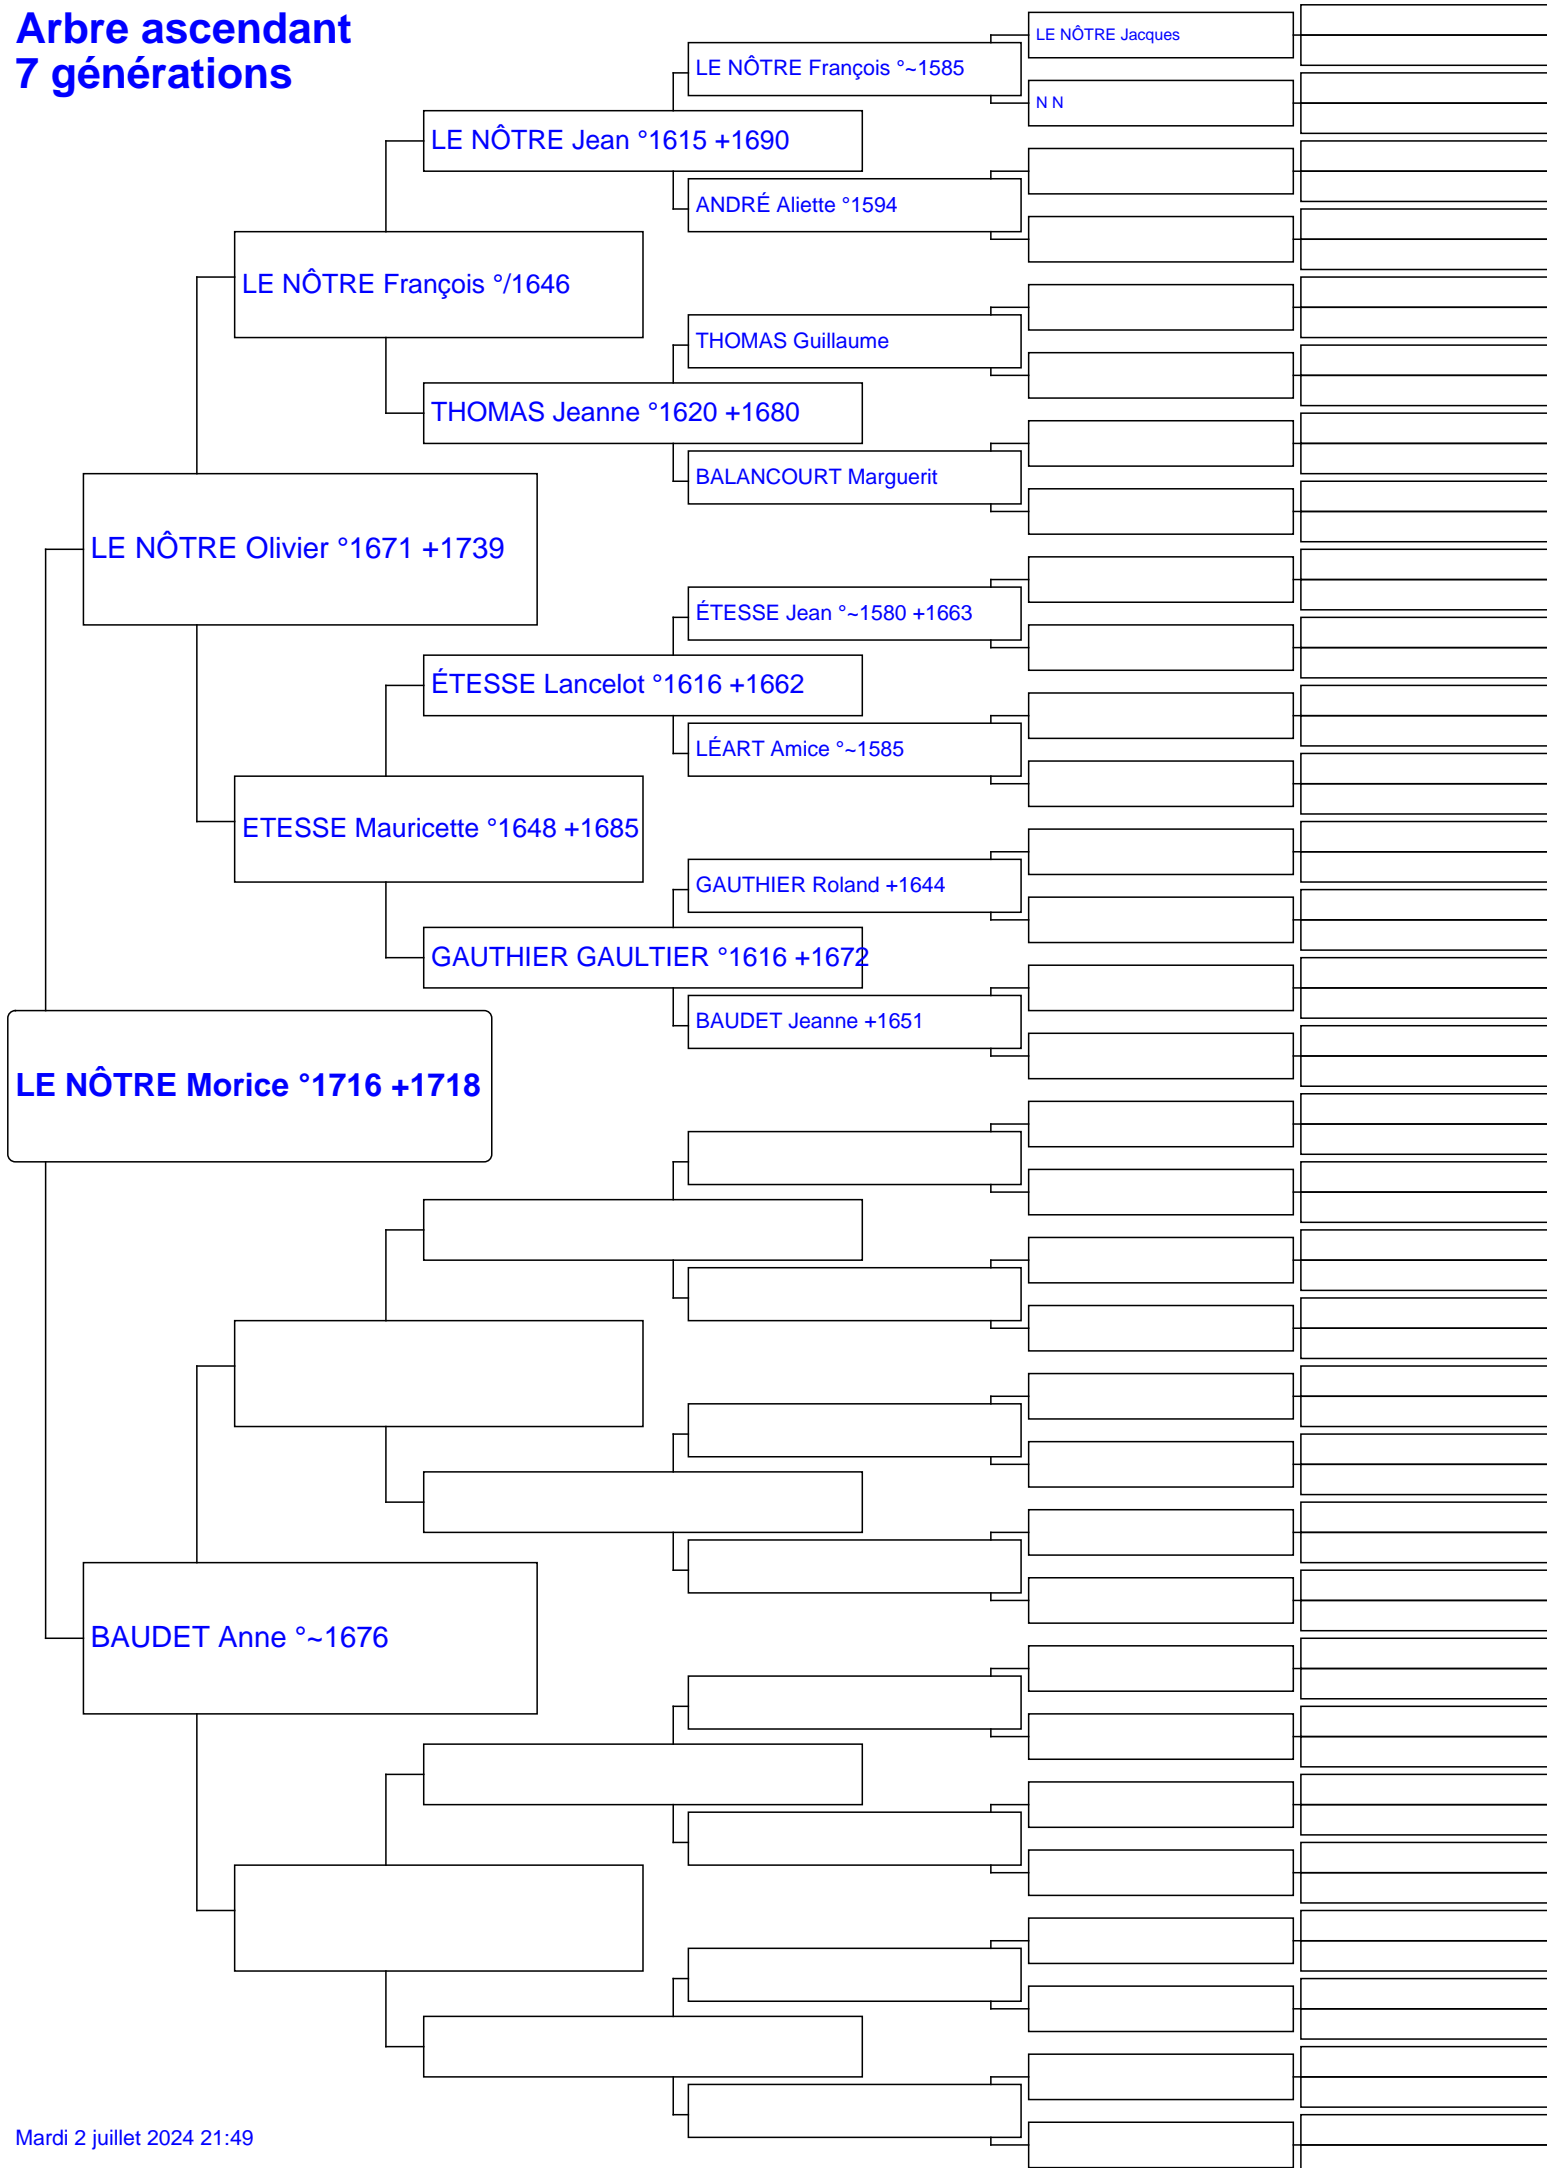 Arbre ascendant
7 générations
LE NÔTRE Jacques
LE NÔTRE François °~1585
N N
LE NÔTRE Jean °1615 +1690
ANDRÉ Aliette °1594
LE NÔTRE François °/1646
THOMAS Guillaume
THOMAS Jeanne °1620 +1680
BALANCOURT Marguerit
LE NÔTRE Olivier °1671 +1739
ÉTESSE Jean °~1580 +1663
ÉTESSE Lancelot °1616 +1662
LÉART Amice °~1585
ETESSE Mauricette °1648 +1685
GAUTHIER Roland +1644
GAUTHIER GAULTIER °1616 +1672
BAUDET Jeanne +1651
LE NÔTRE Morice °1716 +1718
BAUDET Anne °~1676
Mardi 2 juillet 2024 21:49